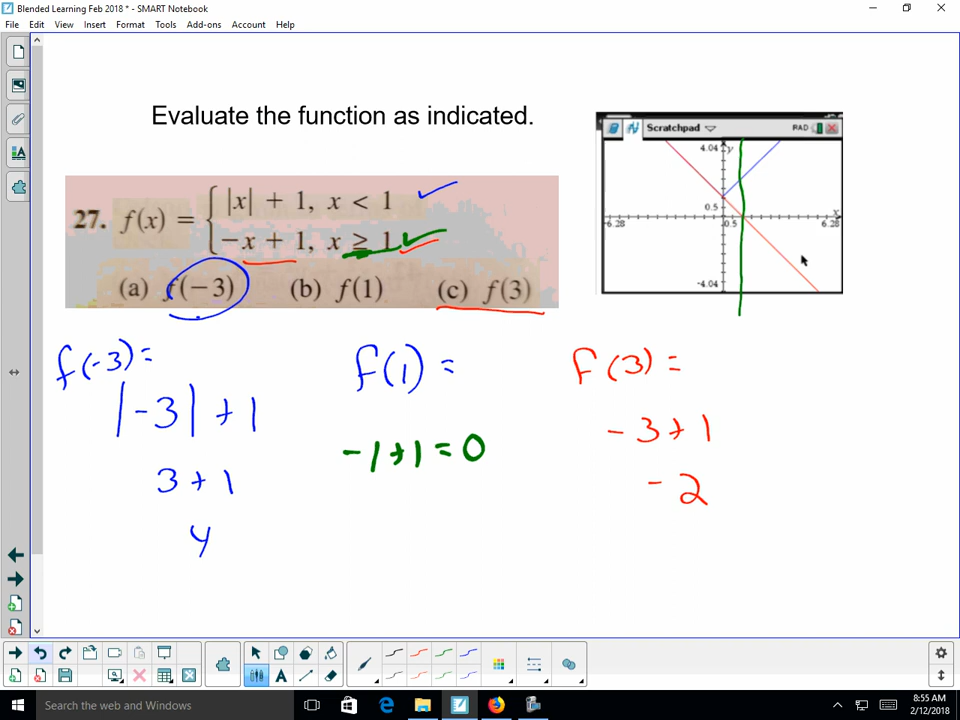 Blended Learning Feb 2018 * - SMART Notebook
File Edit View Insert Format Tools Add-ons Account Help
Evaluate the function as indicated.
27. f(x) = { |x| + 1, x < 1
−x + 1, x ≥ 1
(a) f(−3) (b) f(1) (c) f(3)
Scratchpad RAD
4.04 y
0.5
x
-6.28 0.5 6.28
-4.04
f(-3)=
|-3| + 1
3 + 1
4
f(1) =
-1+1=0
f(3) =
-3+1
-2
A
Search the web and Windows
8:55 AM
2/12/2018